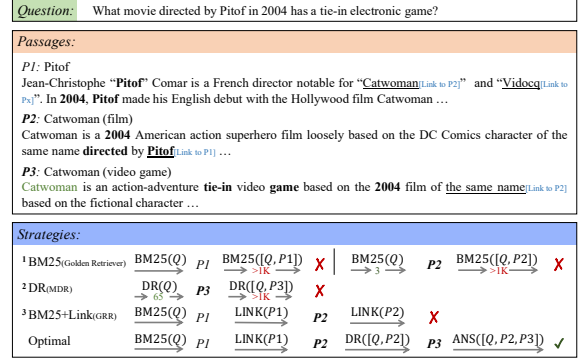 Question: What movie directed by Pitof in 2004 has a tie-in electronic game?
Passages:
P1: Pitof
Jean-Christophe “Pitof” Comar is a French director notable for “Catwoman[Link to P2]” and “Vidocq[Link to
Px]”. In 2004, Pitof made his English debut with the Hollywood film Catwoman …
P2: Catwoman (film)
Catwoman is a 2004 American action superhero film loosely based on the DC Comics character of the
same name directed by Pitof[Link to P1] …
P3: Catwoman (video game)
Catwoman is an action-adventure tie-in video game based on the 2004 film of the same name[Link to P2]
based on the fictional character …
Strategies:
1 BM25(Golden Retriever) BM25(Q) P1 BM25([Q, P1]) >1K ✗ | BM25(Q) 3 P2 BM25([Q, P2]) >1K ✗
2 DR(MDR) DR(Q) 65 P3 DR([Q, P3]) >1K ✗
3 BM25+Link(GRR) BM25(Q) P1 LINK(P1) P2 LINK(P2) ✗
Optimal BM25(Q) P1 LINK(P1) P2 DR([Q, P2]) P3 ANS([Q, P2, P3]) ✓